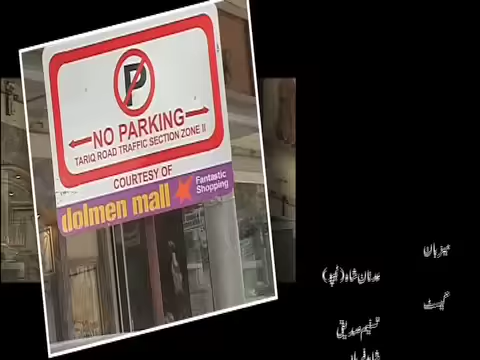 P
NO PARKING
TARIQ ROAD TRAFFIC SECTION ZONE II
COURTESY OF
dolmen mall
Fantastic
Shopping
میزبان
عدنان شاہ (ٹیپو)
گیسٹ
تسنیم صدیقی